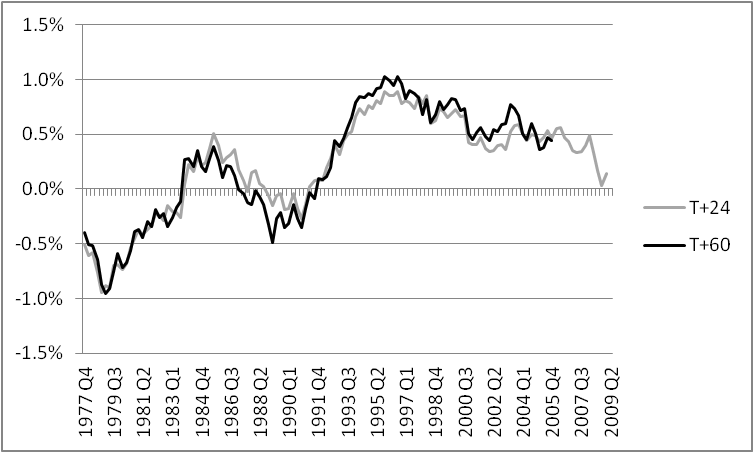 1.5%
1.0%
0.5%
0.0%
-0.5%
-1.0%
-1.5%
1977 Q4
1979 Q3
1981 Q2
1983 Q1
1984 Q4
1986 Q3
1988 Q2
1990 Q1
1991 Q4
1993 Q3
1995 Q2
1997 Q1
1998 Q4
2000 Q3
2002 Q2
2004 Q1
2005 Q4
2007 Q3
2009 Q2
T+24
T+60